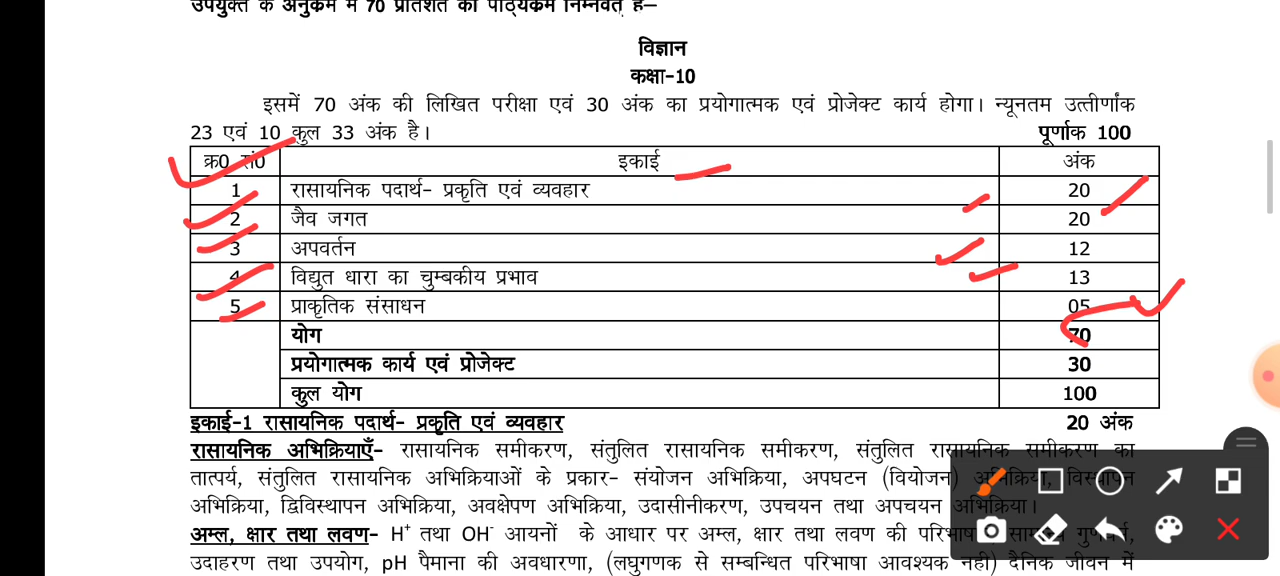 उपर्युक्त के अनुक्रम में 70 प्रतिशत का पाठ्यक्रम निम्नवत् है–
विज्ञान
कक्षा-10
इसमें 70 अंक की लिखित परीक्षा एवं 30 अंक का प्रयोगात्मक एवं प्रोजेक्ट कार्य होगा। न्यूनतम उत्तीर्णांक
23 एवं 10 कुल 33 अंक है। पूर्णाक 100
क्र0 सं0 इकाई अंक
1 रासायनिक पदार्थ- प्रकृति एवं व्यवहार 20
2 जैव जगत 20
3 अपवर्तन 12
4 विद्युत धारा का चुम्बकीय प्रभाव 13
5 प्राकृतिक संसाधन 05
योग 70
प्रयोगात्मक कार्य एवं प्रोजेक्ट 30
कुल योग 100
इकाई-1 रासायनिक पदार्थ- प्रकृति एवं व्यवहार 20 अंक
रासायनिक अभिक्रियाएँ- रासायनिक समीकरण, संतुलित रासायनिक समीकरण, संतुलित रासायनिक समीकरण का
तात्पर्य, संतुलित रासायनिक अभिक्रियाओं के प्रकार- संयोजन अभिक्रिया, अपघटन (वियोजन) अभिक्रिया, विस्थापन
अभिक्रिया, द्विविस्थापन अभिक्रिया, अवक्षेपण अभिक्रिया, उदासीनीकरण, उपचयन तथा अपचयन अभिक्रिया।
अम्ल, क्षार तथा लवण- H⁺ तथा OH⁻ आयनों के आधार पर अम्ल, क्षार तथा लवण की
उदाहरण तथा उपयोग, pH पैमाना की अवधारणा, (लघुगणक से सम्बन्धित परिभाषा आवश्यक नही) दैनिक जीवन में